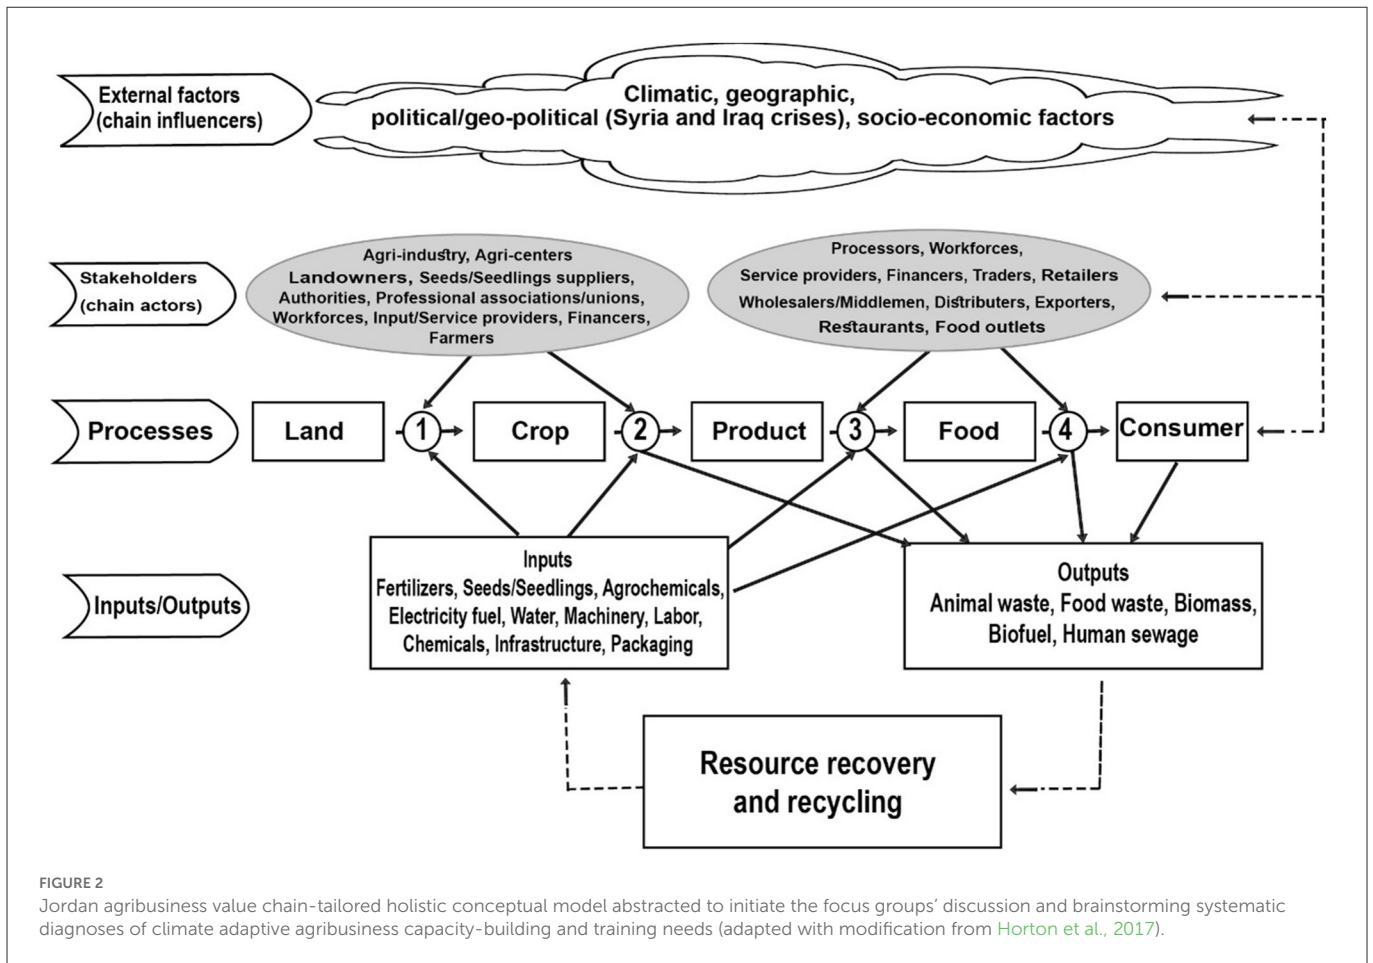 External factors
(chain influencers)
Climatic, geographic,
political/geo-political (Syria and Iraq crises), socio-economic factors
Stakeholders
(chain actors)
Agri-industry, Agri-centers
Landowners, Seeds/Seedlings suppliers,
Authorities, Professional associations/unions,
Workforces, Input/Service providers, Financers,
Farmers
Processors, Workforces,
Service providers, Financers, Traders, Retailers
Wholesalers/Middlemen, Distributers, Exporters,
Restaurants, Food outlets
Processes
Land
1
Crop
2
Product
3
Food
4
Consumer
Inputs/Outputs
Inputs
Fertilizers, Seeds/Seedlings, Agrochemicals,
Electricity fuel, Water, Machinery, Labor,
Chemicals, Infrastructure, Packaging
Outputs
Animal waste, Food waste, Biomass,
Biofuel, Human sewage
Resource recovery
and recycling
FIGURE 2
Jordan agribusiness value chain-tailored holistic conceptual model abstracted to initiate the focus groups' discussion and brainstorming systematic
diagnoses of climate adaptive agribusiness capacity-building and training needs (adapted with modification from Horton et al., 2017).